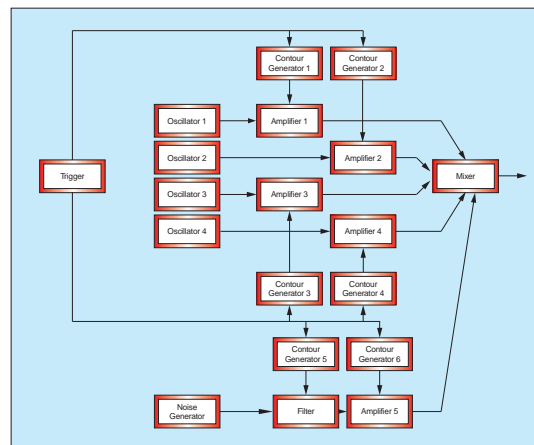 Contour
Generator 1
Contour
Generator 2
Oscillator 1
Amplifier 1
Oscillator 2
Amplifier 2
Trigger
Mixer
Oscillator 3
Amplifier 3
Oscillator 4
Amplifier 4
Contour
Generator 3
Contour
Generator 4
Contour
Generator 5
Contour
Generator 6
Noise
Generator
Filter
Amplifier 5